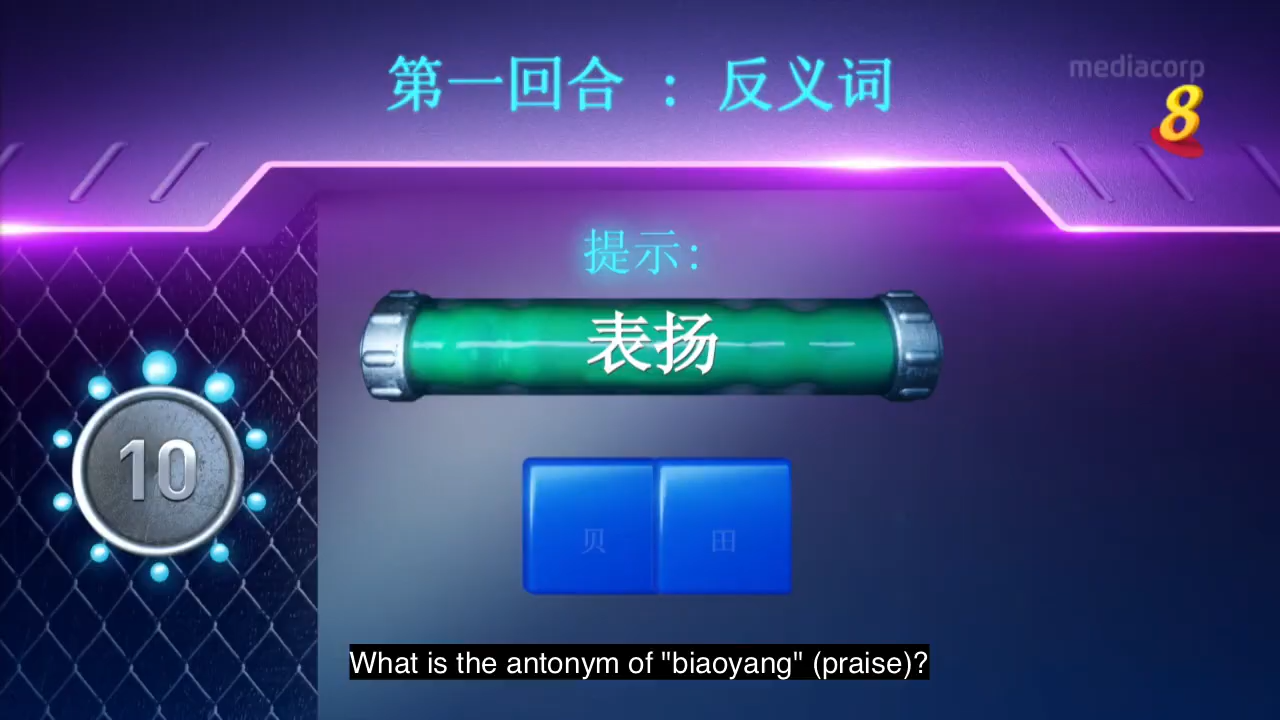 第一回合 : 反义词
mediacorp
8
提示:
表扬
10
贝 田
What is the antonym of "biaoyang" (praise)?